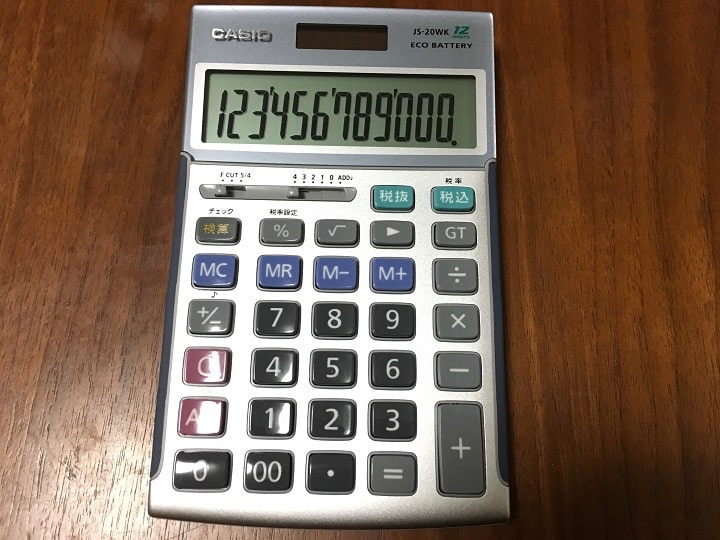 CASIO
JS-20WK 12 DIGITS
ECO BATTERY
123'456'789'000.
F CUT 5/4
4 3 2 1 0 ADD₂
税率
税抜 税込
チェック 税率設定
検算 % √ ▶ GT
MC MR M− M+ ÷
♪
+/− 7 8 9 ×
C 4 5 6 −
AC 1 2 3 +
0 00 · =